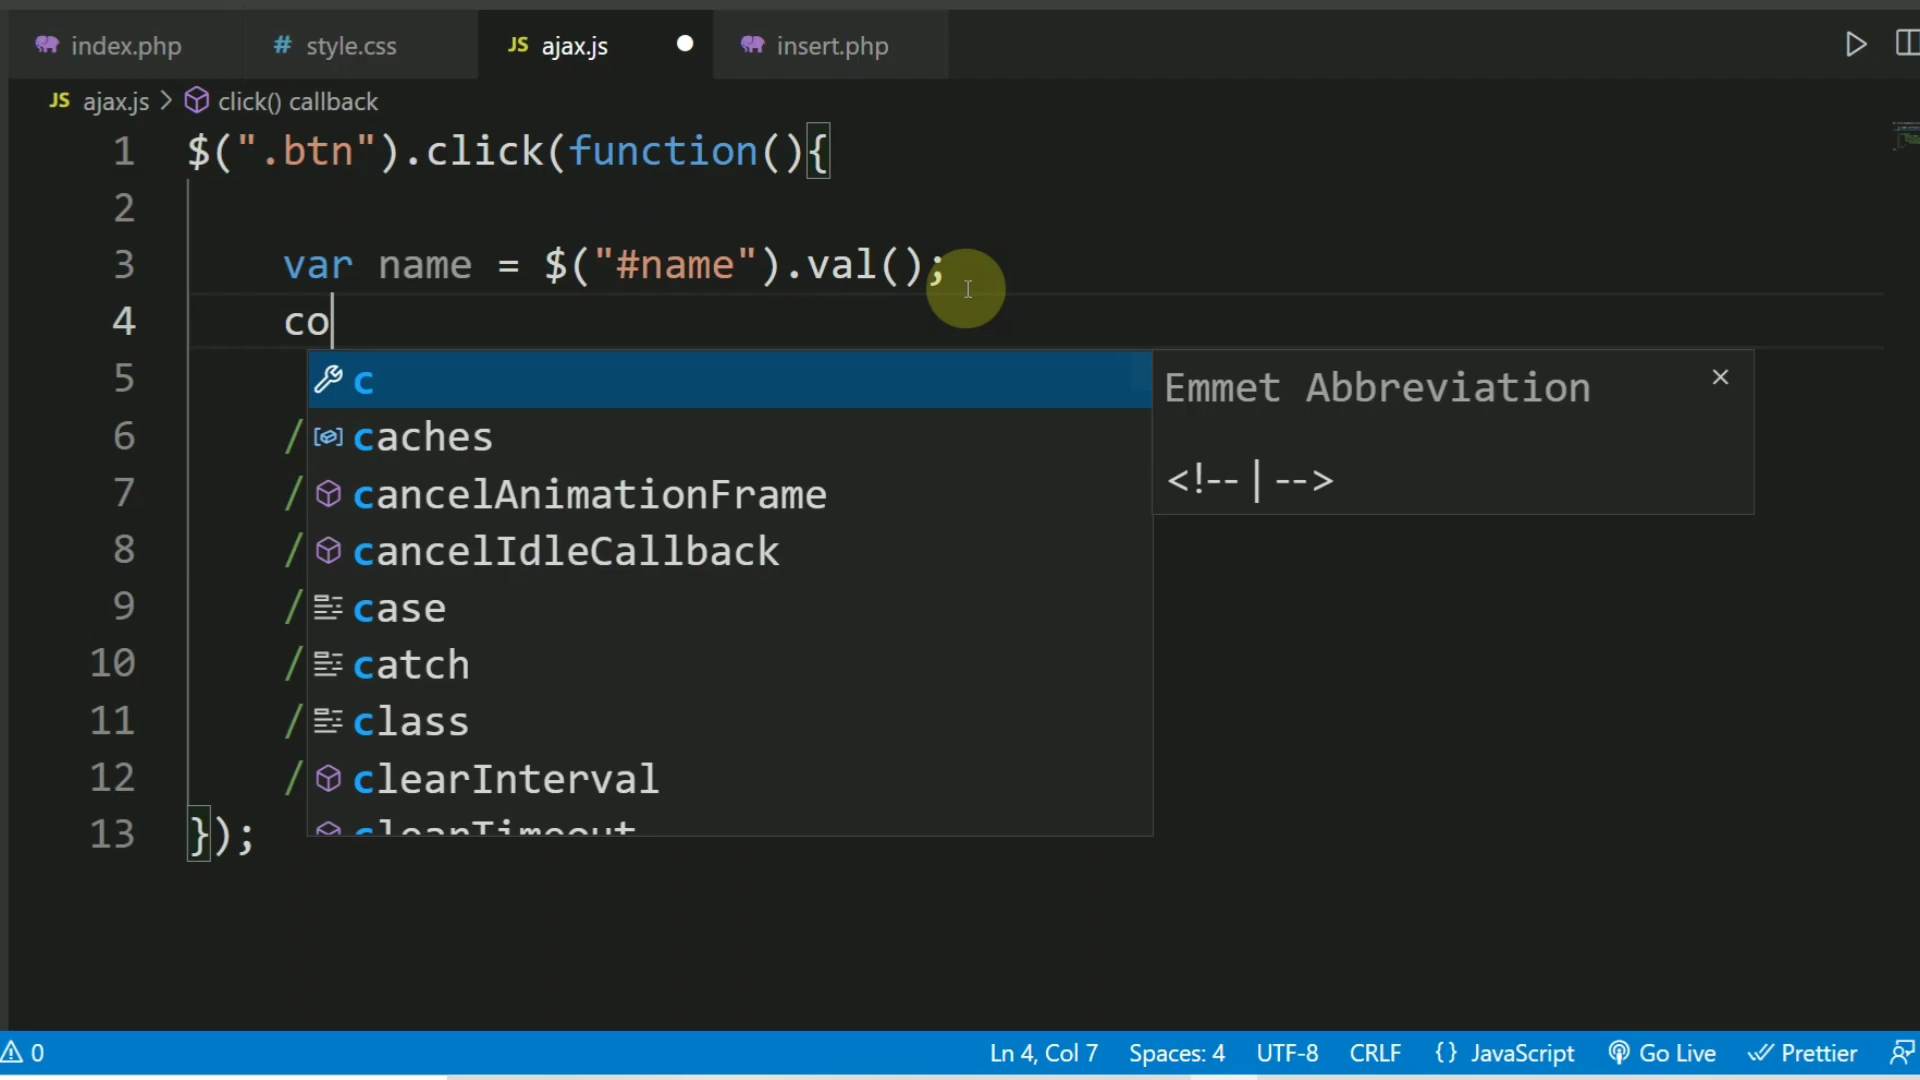 index.php
# style.css
JS ajax.js
insert.php
JS ajax.js > click() callback
1 $(".btn").click(function(){
2
3 var name = $("#name").val();
4 co
5 c
Emmet Abbreviation
6 / caches
<!-- | -->
7 / cancelAnimationFrame
8 / cancelIdleCallback
9 / case
10 / catch
11 / class
12 / clearInterval
13 });
clearTimeout
0
Ln 4, Col 7
Spaces: 4
UTF-8
CRLF
{} JavaScript
Go Live
Prettier